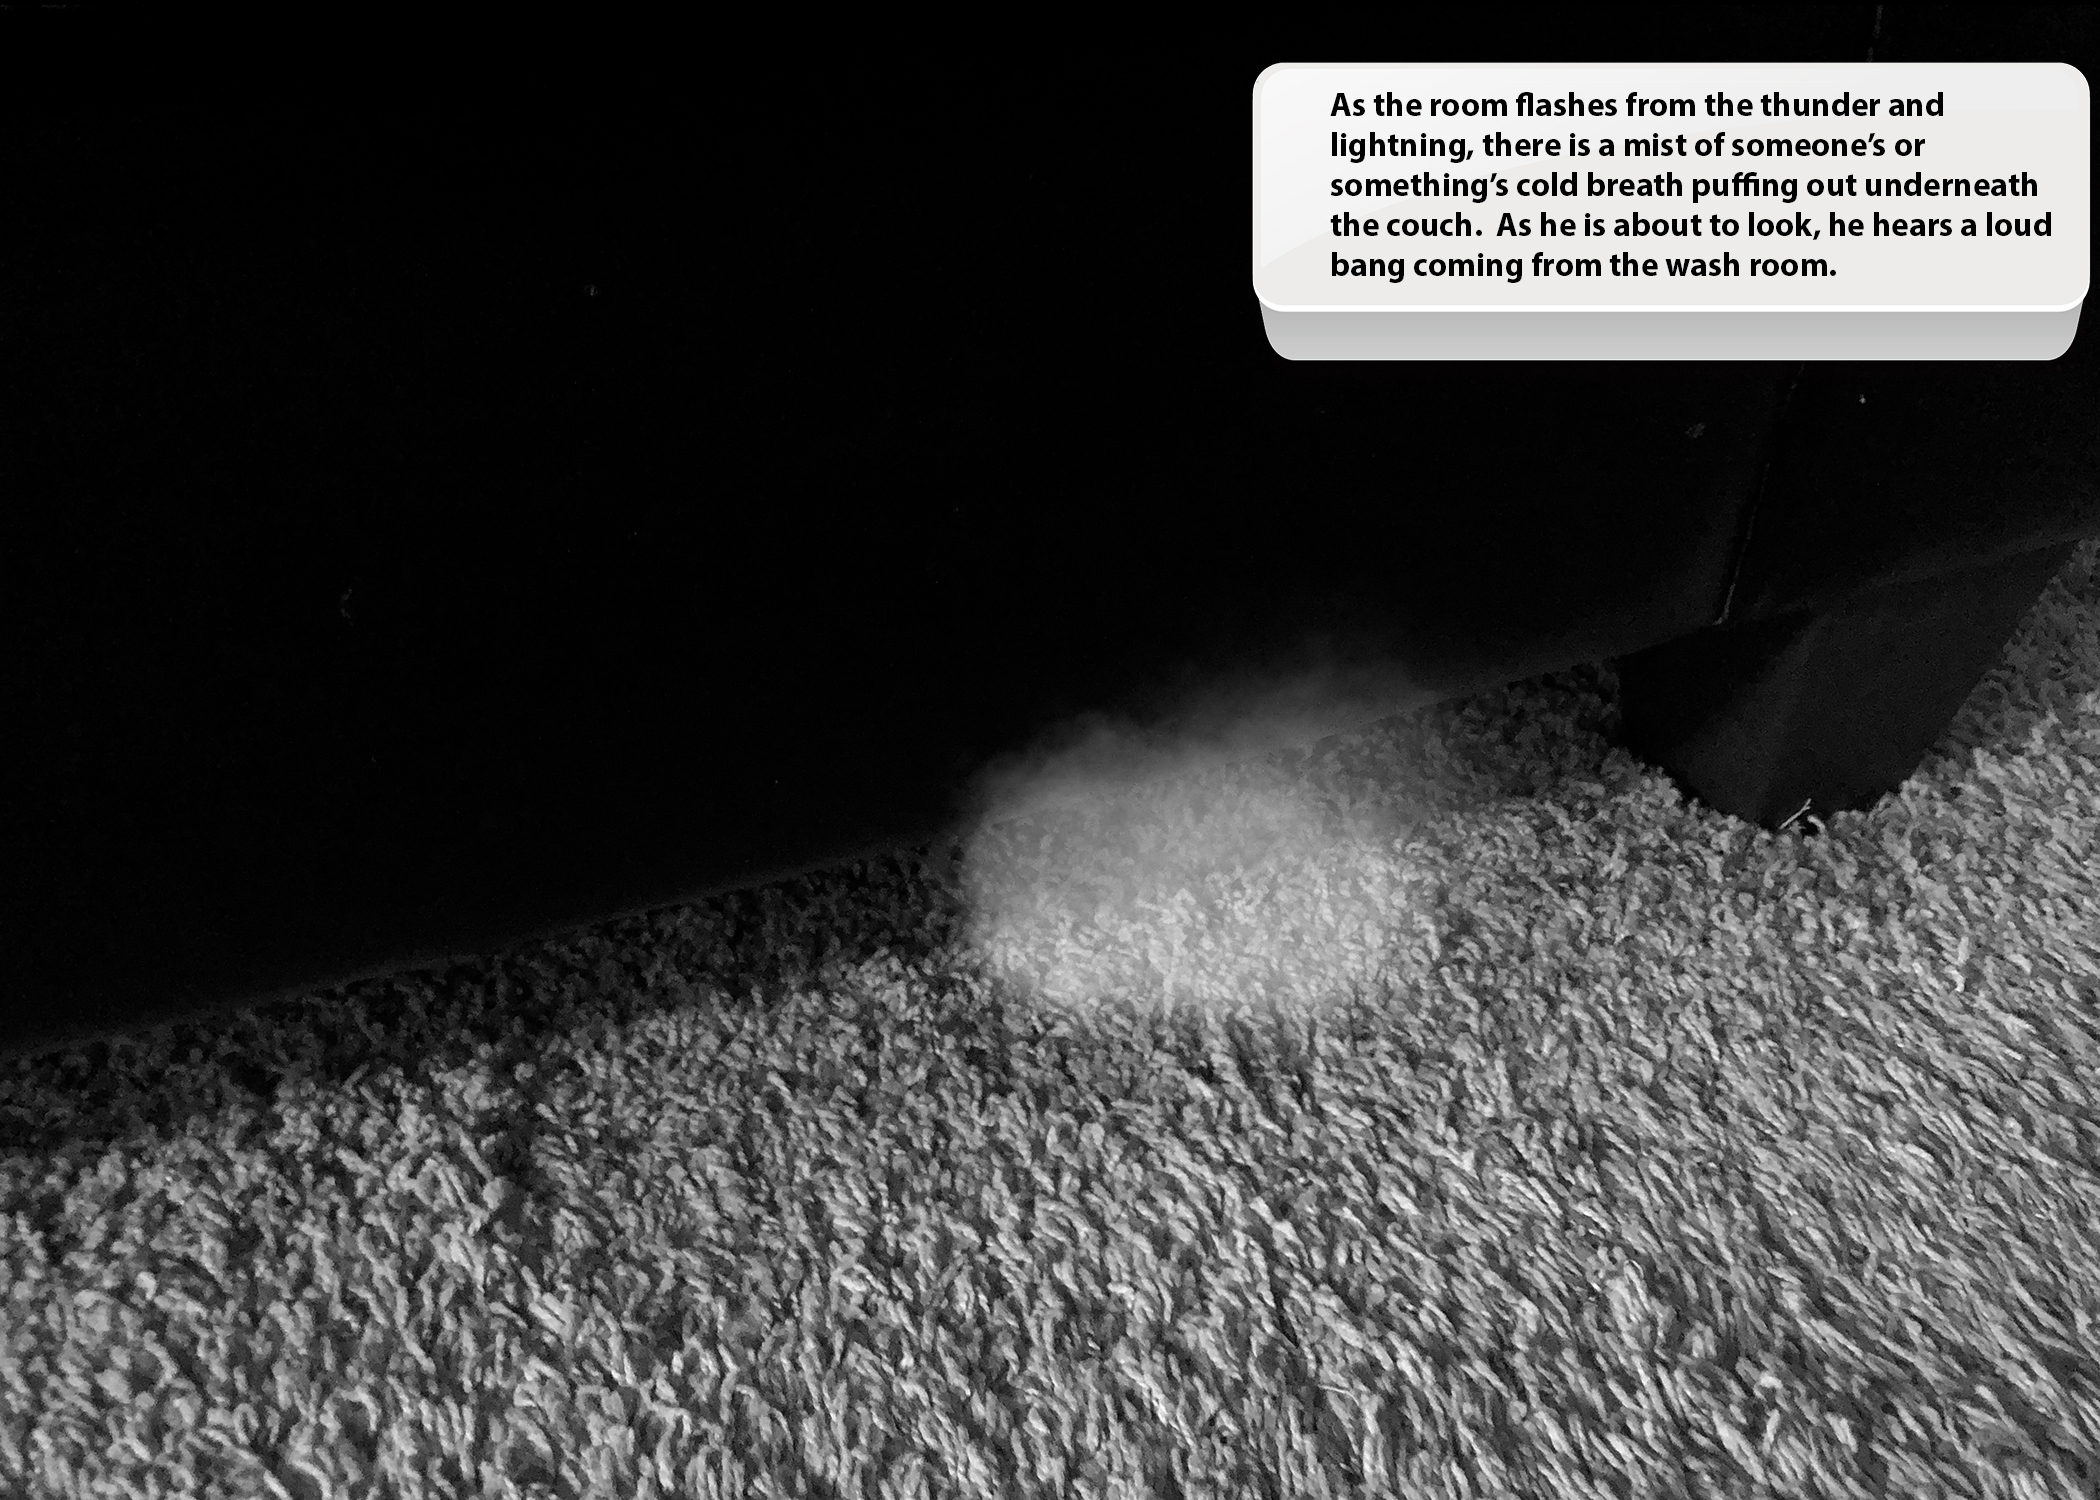 As the room flashes from the thunder and
lightning, there is a mist of someone’s or
something’s cold breath puffing out underneath
the couch.  As he is about to look, he hears a loud
bang coming from the wash room.